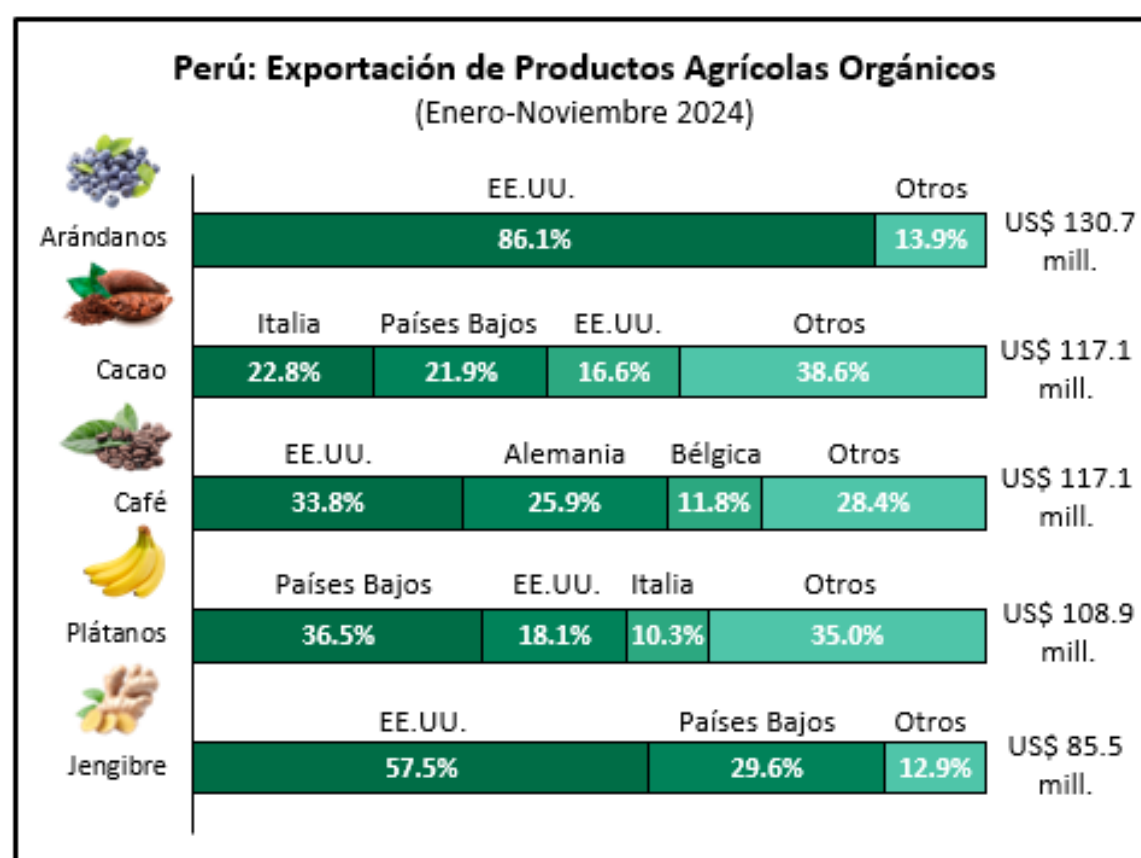 Perú: Exportación de Productos Agrícolas Orgánicos
(Enero-Noviembre 2024)
EE.UU. Otros
Arándanos 86.1% 13.9% US$ 130.7
mill.
Italia Países Bajos EE.UU. Otros
Cacao 22.8% 21.9% 16.6% 38.6% US$ 117.1
mill.
EE.UU. Alemania Bélgica Otros
Café 33.8% 25.9% 11.8% 28.4% US$ 117.1
mill.
Países Bajos EE.UU. Italia Otros
Plátanos 36.5% 18.1% 10.3% 35.0% US$ 108.9
mill.
EE.UU. Países Bajos Otros
Jengibre 57.5% 29.6% 12.9% US$ 85.5
mill.